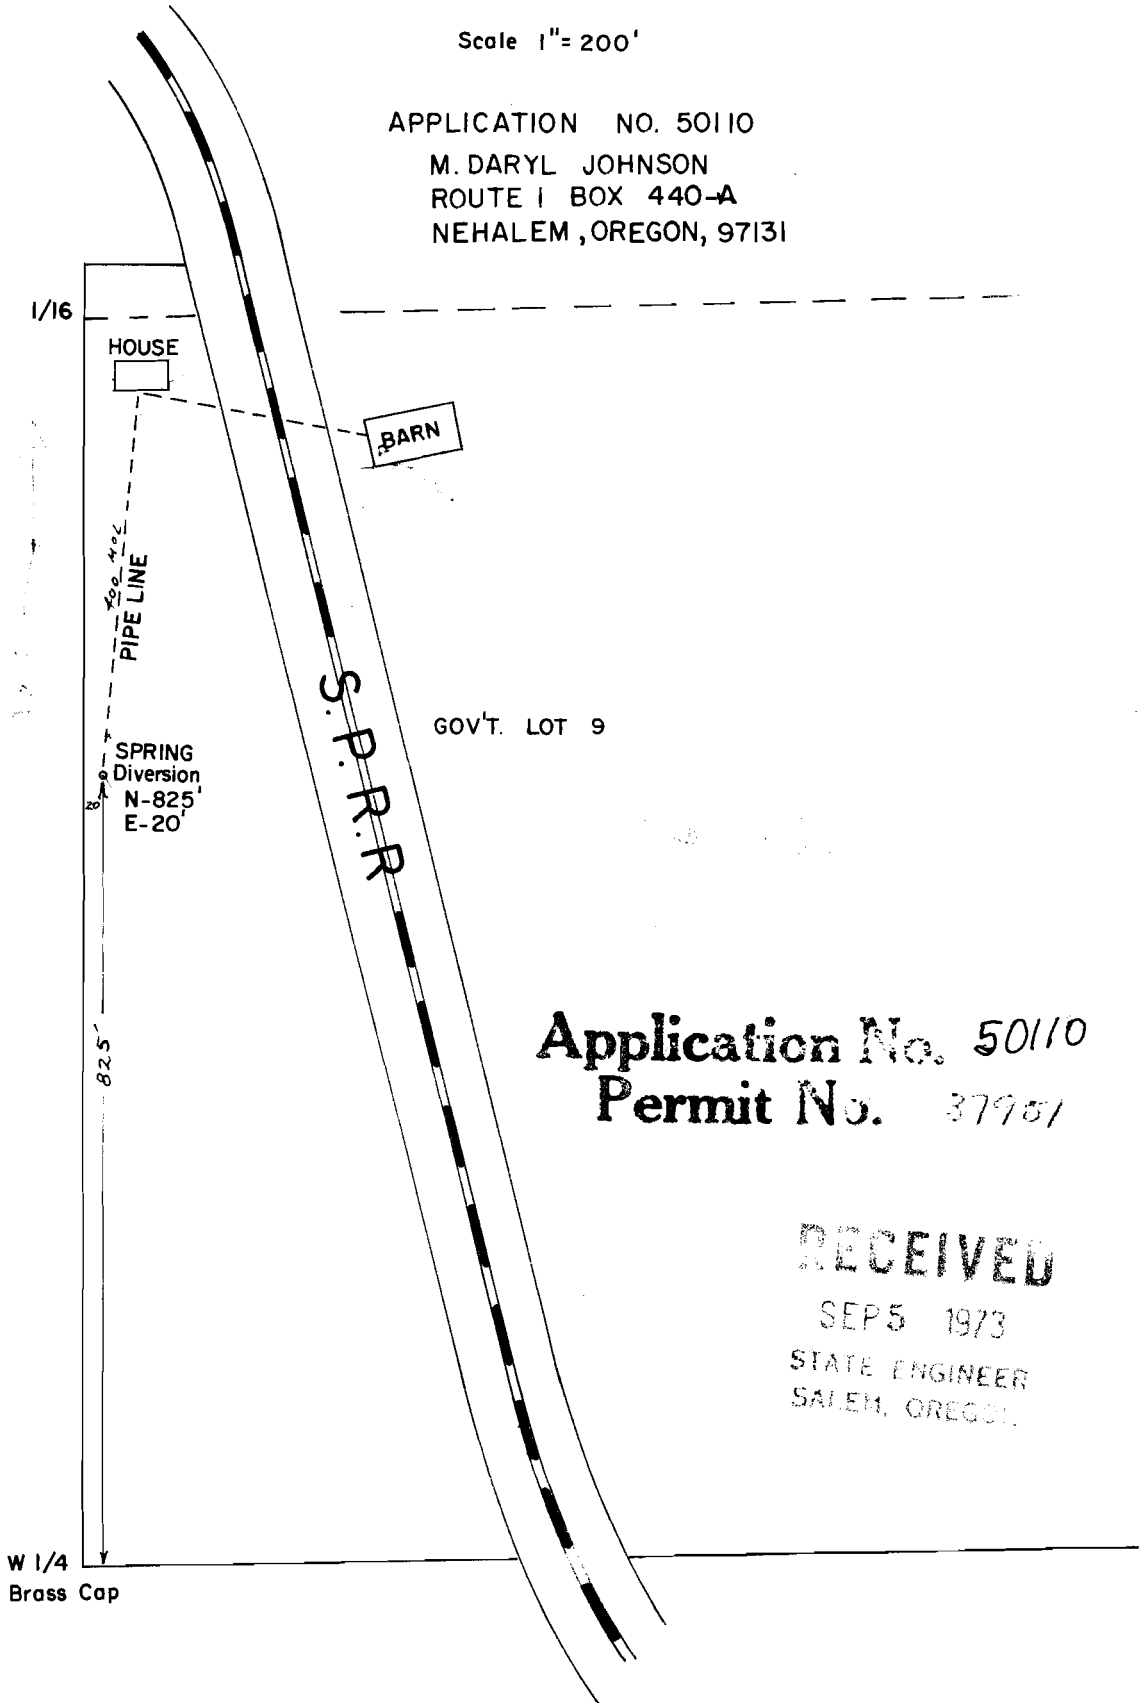 Scale 1"= 200'
APPLICATION NO. 50110
M. DARYL JOHNSON
ROUTE 1 BOX 440-A
NEHALEM, OREGON, 97131
1/16
HOUSE
BARN
400 MOL
PIPE LINE
S.P.R.R
GOV'T. LOT 9
SPRING
Diversion
N-825'
E-20'
20'
825'
Application No. 50110
Permit No.
RECEIVED
SEP 5 1973
STATE ENGINEER
SALEM, OREGON
W 1/4
Brass Cap